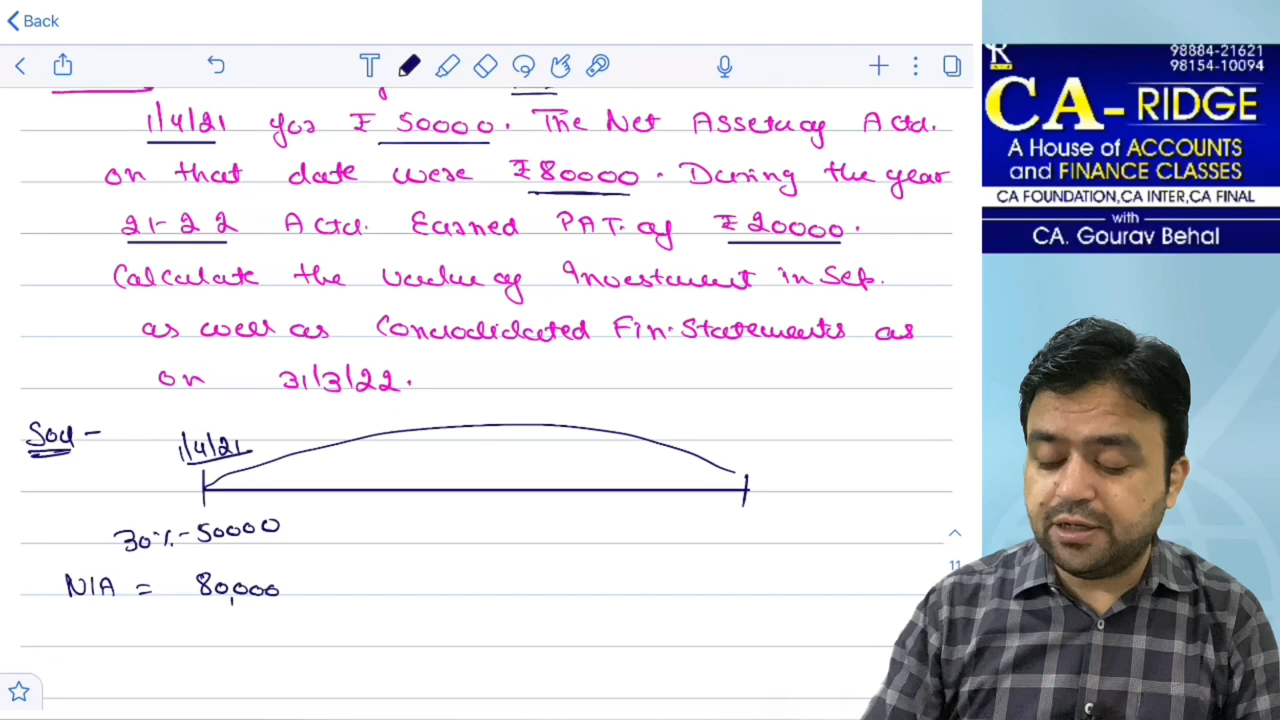 Back
1/4/21 for ₹ 50000. The Net Assets of A Ltd.
on that date were ₹80000. During the year
21-22 A Ltd. Earned PAT. of ₹20000.
Calculate the value of Investment in Sep.
as well as Consolidated Fin. Statements as
on 31/3/22.
Sol -
1/4/21
30% - 50000
N/A = 80,000
11
R
98884-21621
98154-10094
CA- RIDGE
A House of ACCOUNTS
and FINANCE CLASSES
CA FOUNDATION,CA INTER,CA FINAL
with
CA. Gourav Behal